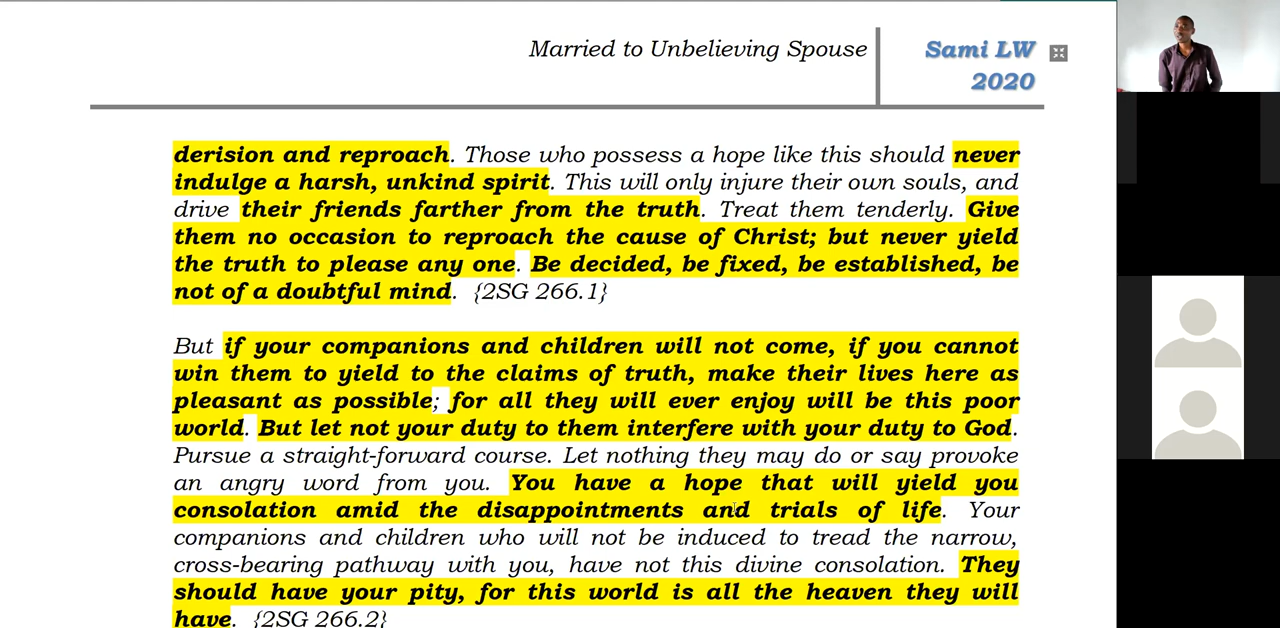 Married to Unbelieving Spouse
Sami LW
2020
derision and reproach. Those who possess a hope like this should never
indulge a harsh, unkind spirit. This will only injure their own souls, and
drive their friends farther from the truth. Treat them tenderly. Give
them no occasion to reproach the cause of Christ; but never yield
the truth to please any one. Be decided, be fixed, be established, be
not of a doubtful mind. {2SG 266.1}
But if your companions and children will not come, if you cannot
win them to yield to the claims of truth, make their lives here as
pleasant as possible; for all they will ever enjoy will be this poor
world. But let not your duty to them interfere with your duty to God.
Pursue a straight-forward course. Let nothing they may do or say provoke
an angry word from you. You have a hope that will yield you
consolation amid the disappointments and trials of life. Your
companions and children who will not be induced to tread the narrow,
cross-bearing pathway with you, have not this divine consolation. They
should have your pity, for this world is all the heaven they will
have. {2SG 266.2}